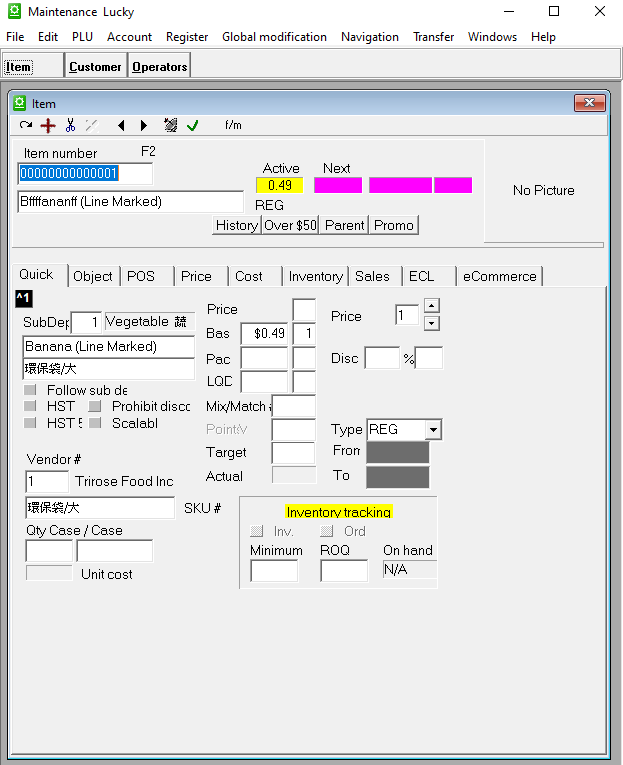 Maintenance Lucky
File Edit PLU Account Register Global modification Navigation Transfer Windows Help
Item Customer Operators
Item
f/m
Item number F2
00000000000001
Active Next
0.49
No Picture
Bffffananff (Line Marked)
REG
History Over $50 Parent Promo
Quick Object POS Price Cost Inventory Sales ECL eCommerce
^1
SubDep 1 Vegetable 蔬
Price
Price 1
Bas $0.49 1
Banana (Line Marked)
環保袋/大
Pac
Disc %
LQD
Follow sub de
HST Prohibit disco
HST 5 Scalabl
Mix/Match #
Point:V
Type REG
Target
From
Vendor #
Actual
To
1 Trirose Food Inc
環保袋/大 SKU #
Inventory tracking
Qty Case / Case
Inv. Ord
Minimum ROQ On hand
N/A
Unit cost